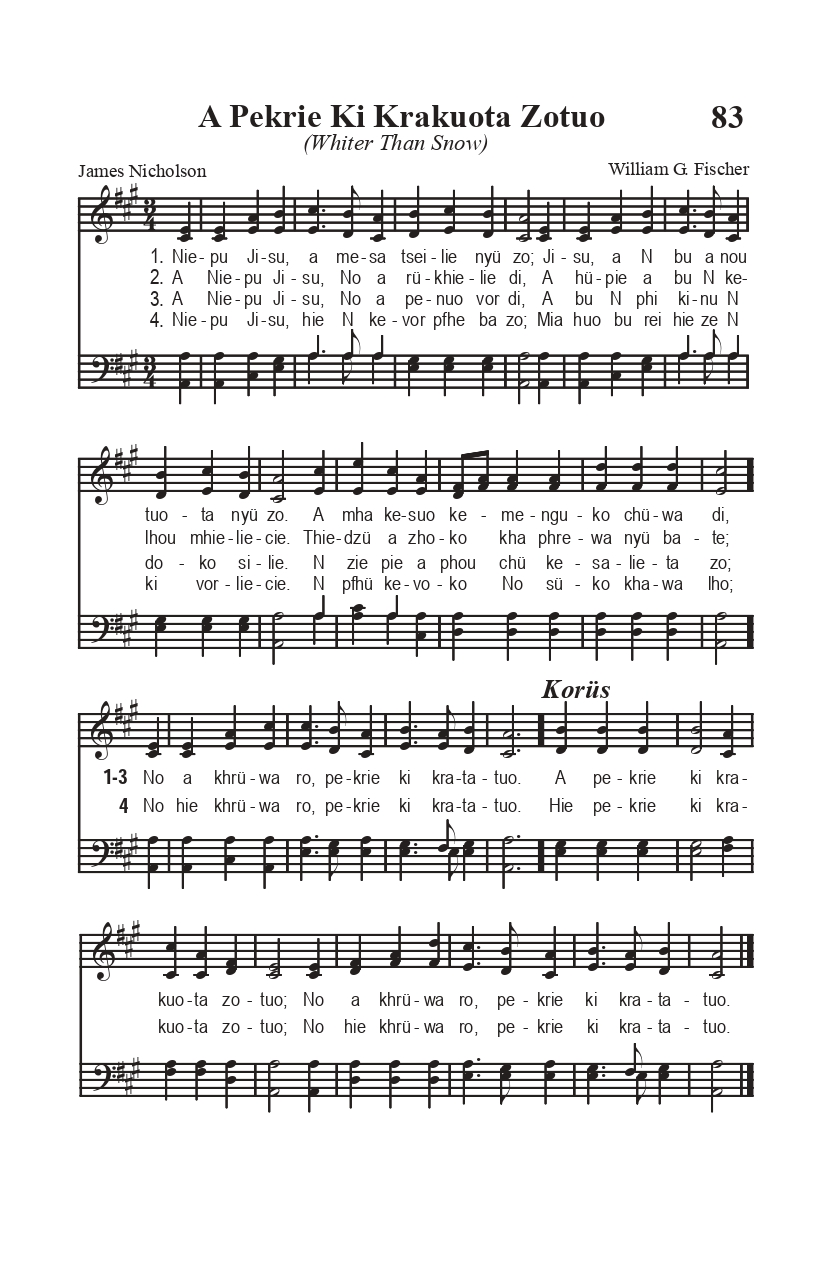 A Pekrie Ki Krakuota Zotuo 83
(Whiter Than Snow)
James Nicholson William G. Fischer
1. Nie - pu Ji - su, a me - sa tsei - lie nyü zo; Ji - su, a N bu a nou
2. A Nie - pu Ji - su, No a rü - khie - lie di, A hü - pie a bu N ke-
3. A Nie - pu Ji - su, No a pe - nuo vor di, A bu N phi ki - nu N
4. Nie - pu Ji - su, hie N ke - vor pfhe ba zo; Mia huo bu rei hie ze N
tuo - ta nyü zo. A mha ke - suo ke - me - ngu - ko chü - wa di,
lhou mhie - lie - cie. Thie - dzü a zho - ko kha phre - wa nyü ba - te;
do - ko si - lie. N zie pie a phou chü ke - sa - lie - ta zo;
ki vor - lie - cie. N pfhü ke - vo - ko No sü - ko kha - wa lho;
Korüs
1-3 No a khrü - wa ro, pe - krie ki kra - ta - tuo. A pe - krie ki kra-
4 No hie khrü - wa ro, pe - krie ki kra - ta - tuo. Hie pe - krie ki kra-
kuo - ta zo - tuo; No a khrü - wa ro, pe - krie ki kra - ta - tuo.
kuo - ta zo - tuo; No hie khrü - wa ro, pe - krie ki kra - ta - tuo.